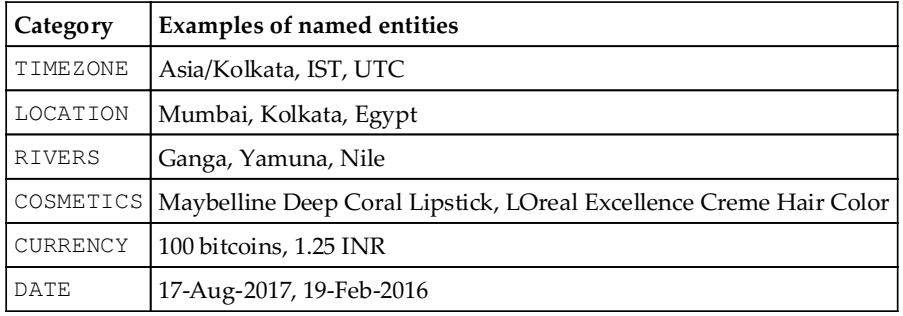 Category Examples of named entities
TIMEZONE Asia/Kolkata, IST, UTC
LOCATION Mumbai, Kolkata, Egypt
RIVERS Ganga, Yamuna, Nile
COSMETICS Maybelline Deep Coral Lipstick, LOreal Excellence Creme Hair Color
CURRENCY 100 bitcoins, 1.25 INR
DATE 17-Aug-2017, 19-Feb-2016